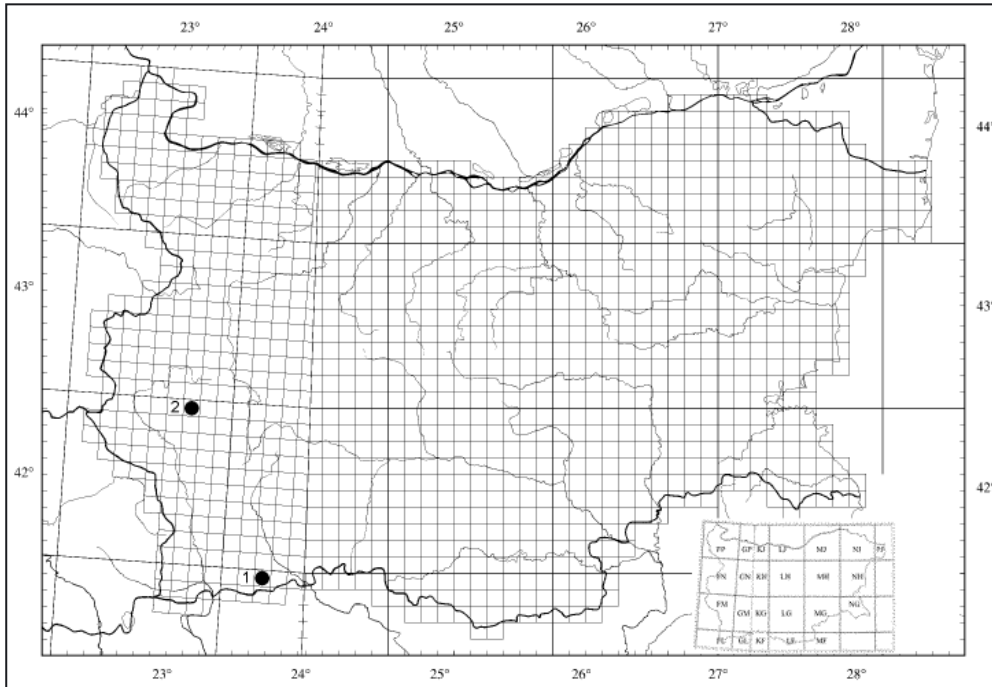 23° 24° 25° 26° 27° 28°
44° 44°
43° 43°
2
42° 42°
1
FP GP KJ LJ MJ NJ PJ
FN GN KH LH MH NH
FM GM KG LG MG NG
FL GL KF LF MF
23° 24° 25° 26° 27° 28°